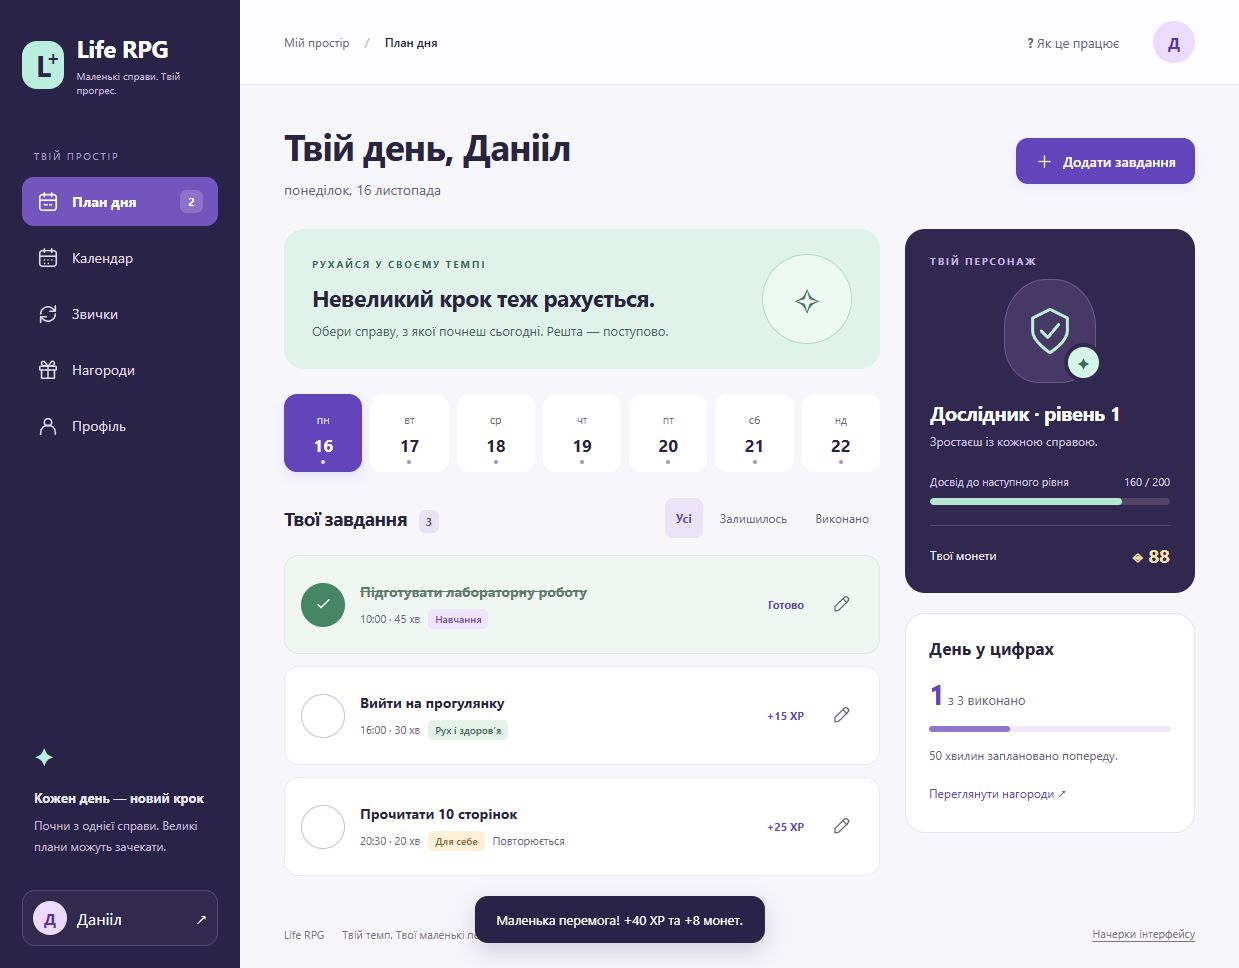 L+
Life RPG
Маленькі справи. Твій
прогрес.
ТВІЙ ПРОСТІР
План дня 2
Календар
Звички
Нагороди
Профіль
Кожен день — новий крок
Почни з однієї справи. Великі
плани можуть зачекати.
Д Данііл ↗
Мій простір / План дня
? Як це працює Д
Твій день, Данііл
понеділок, 16 листопада
+ Додати завдання
РУХАЙСЯ У СВОЄМУ ТЕМПІ
Невеликий крок теж рахується.
Обери справу, з якої почнеш сьогодні. Решта — поступово.
пн вт ср чт пт сб нд
16 17 18 19 20 21 22
Твої завдання 3 Усі Залишилось Виконано
Підготувати лабораторну роботу
10:00 · 45 хв Навчання
Готово
Вийти на прогулянку
16:00 · 30 хв Рух і здоров'я
+15 XP
Прочитати 10 сторінок
20:30 · 20 хв Для себе Повторюється
+25 XP
ТВІЙ ПЕРСОНАЖ
Дослідник · рівень 1
Зростаєш із кожною справою.
Досвід до наступного рівня 160 / 200
Твої монети 88
День у цифрах
1 з 3 виконано
50 хвилин заплановано попереду.
Переглянути нагороди ↗
Маленька перемога! +40 XP та +8 монет.
Life RPG Твій темп. Твої маленькі
Начерки інтерфейсу